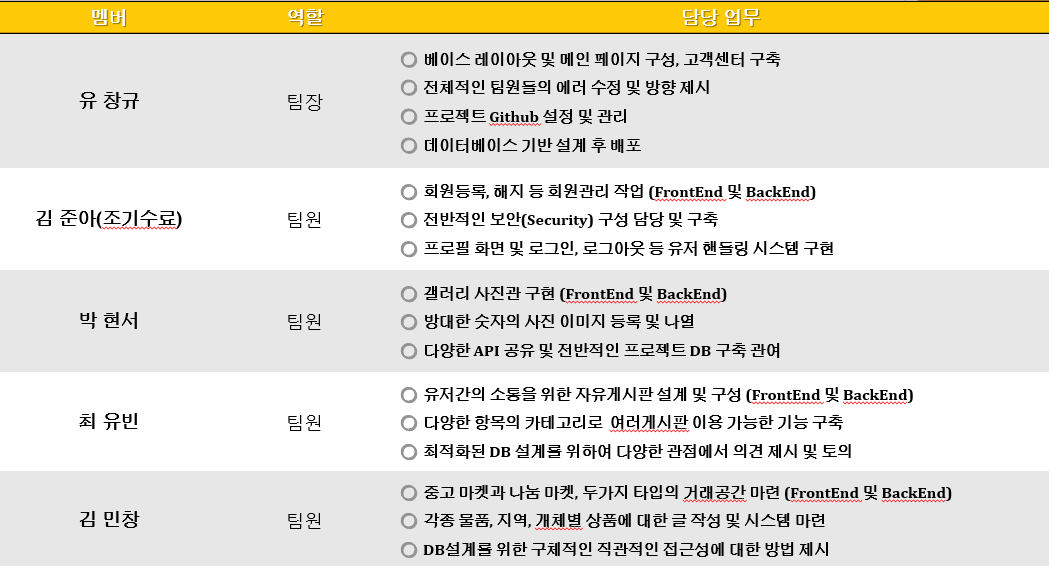 멤버 역할 담당 업무
유 창규 팀장
베이스 레이아웃 및 메인 페이지 구성, 고객센터 구축
전체적인 팀원들의 에러 수정 및 방향 제시
프로젝트 Github 설정 및 관리
데이터베이스 기반 설계 후 배포
김 준아(조기수료) 팀원
회원등록, 해지 등 회원관리 작업 (FrontEnd 및 BackEnd)
전반적인 보안(Security) 구성 담당 및 구축
프로필 화면 및 로그인, 로그아웃 등 유저 핸들링 시스템 구현
박 현서 팀원
갤러리 사진관 구현 (FrontEnd 및 BackEnd)
방대한 숫자의 사진 이미지 등록 및 나열
다양한 API 공유 및 전반적인 프로젝트 DB 구축 관여
최 유빈 팀원
유저간의 소통을 위한 자유게시판 설계 및 구성 (FrontEnd 및 BackEnd)
다양한 항목의 카테고리로 여러게시판 이용 가능한 기능 구축
최적화된 DB 설계를 위하여 다양한 관점에서 의견 제시 및 토의
김 민창 팀원
중고 마켓과 나눔 마켓, 두가지 타입의 거래공간 마련 (FrontEnd 및 BackEnd)
각종 물품, 지역, 개체별 상품에 대한 글 작성 및 시스템 마련
DB설계를 위한 구체적인 직관적인 접근성에 대한 방법 제시